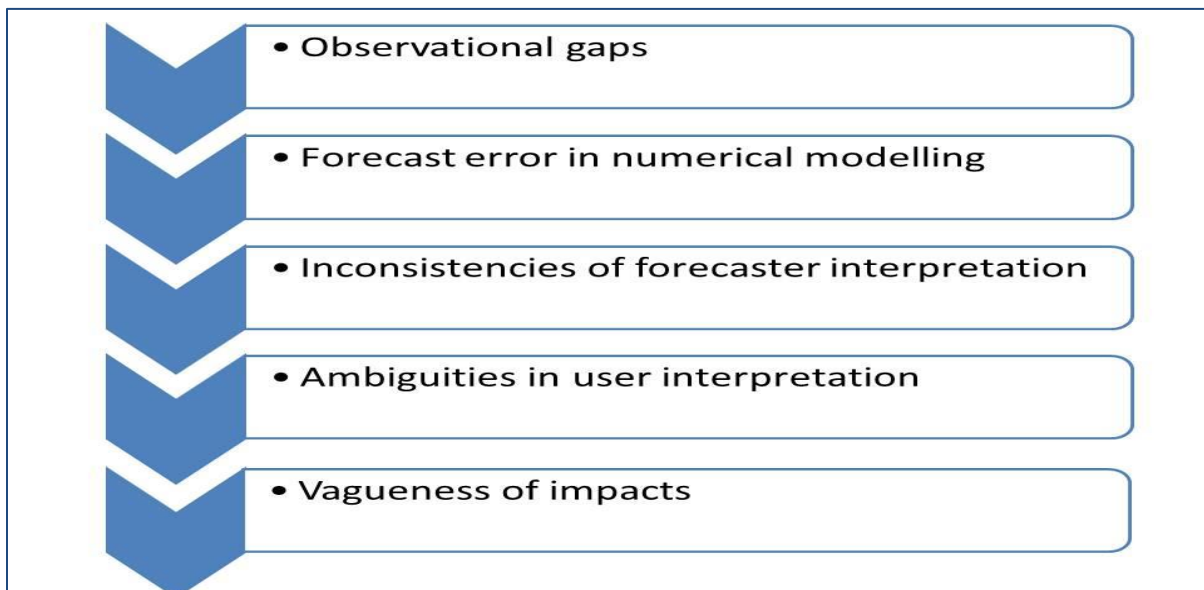 • Observational gaps
• Forecast error in numerical modelling
• Inconsistencies of forecaster interpretation
• Ambiguities in user interpretation
• Vagueness of impacts